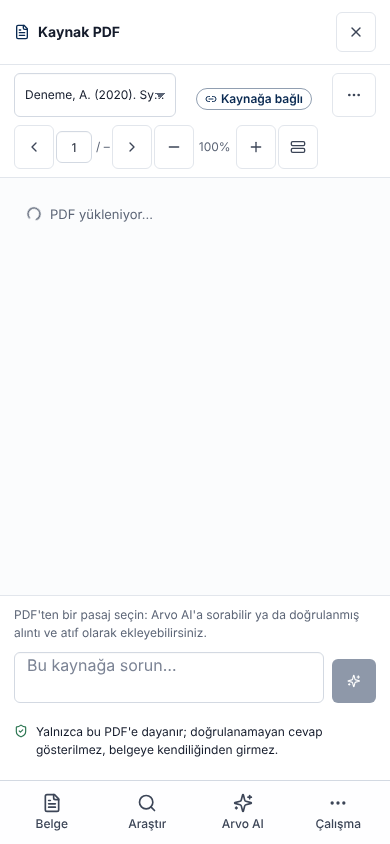 Kaynak PDF
Deneme, A. (2020). Sy...
Kaynağa bağlı
1 / – 100%
PDF yükleniyor...
PDF'ten bir pasaj seçin: Arvo AI'a sorabilir ya da doğrulanmış
alıntı ve atıf olarak ekleyebilirsiniz.
Bu kaynağa sorun...
Yalnızca bu PDF'e dayanır; doğrulanamayan cevap
gösterilmez, belgeye kendiliğinden girmez.
Belge Araştır Arvo AI Çalışma